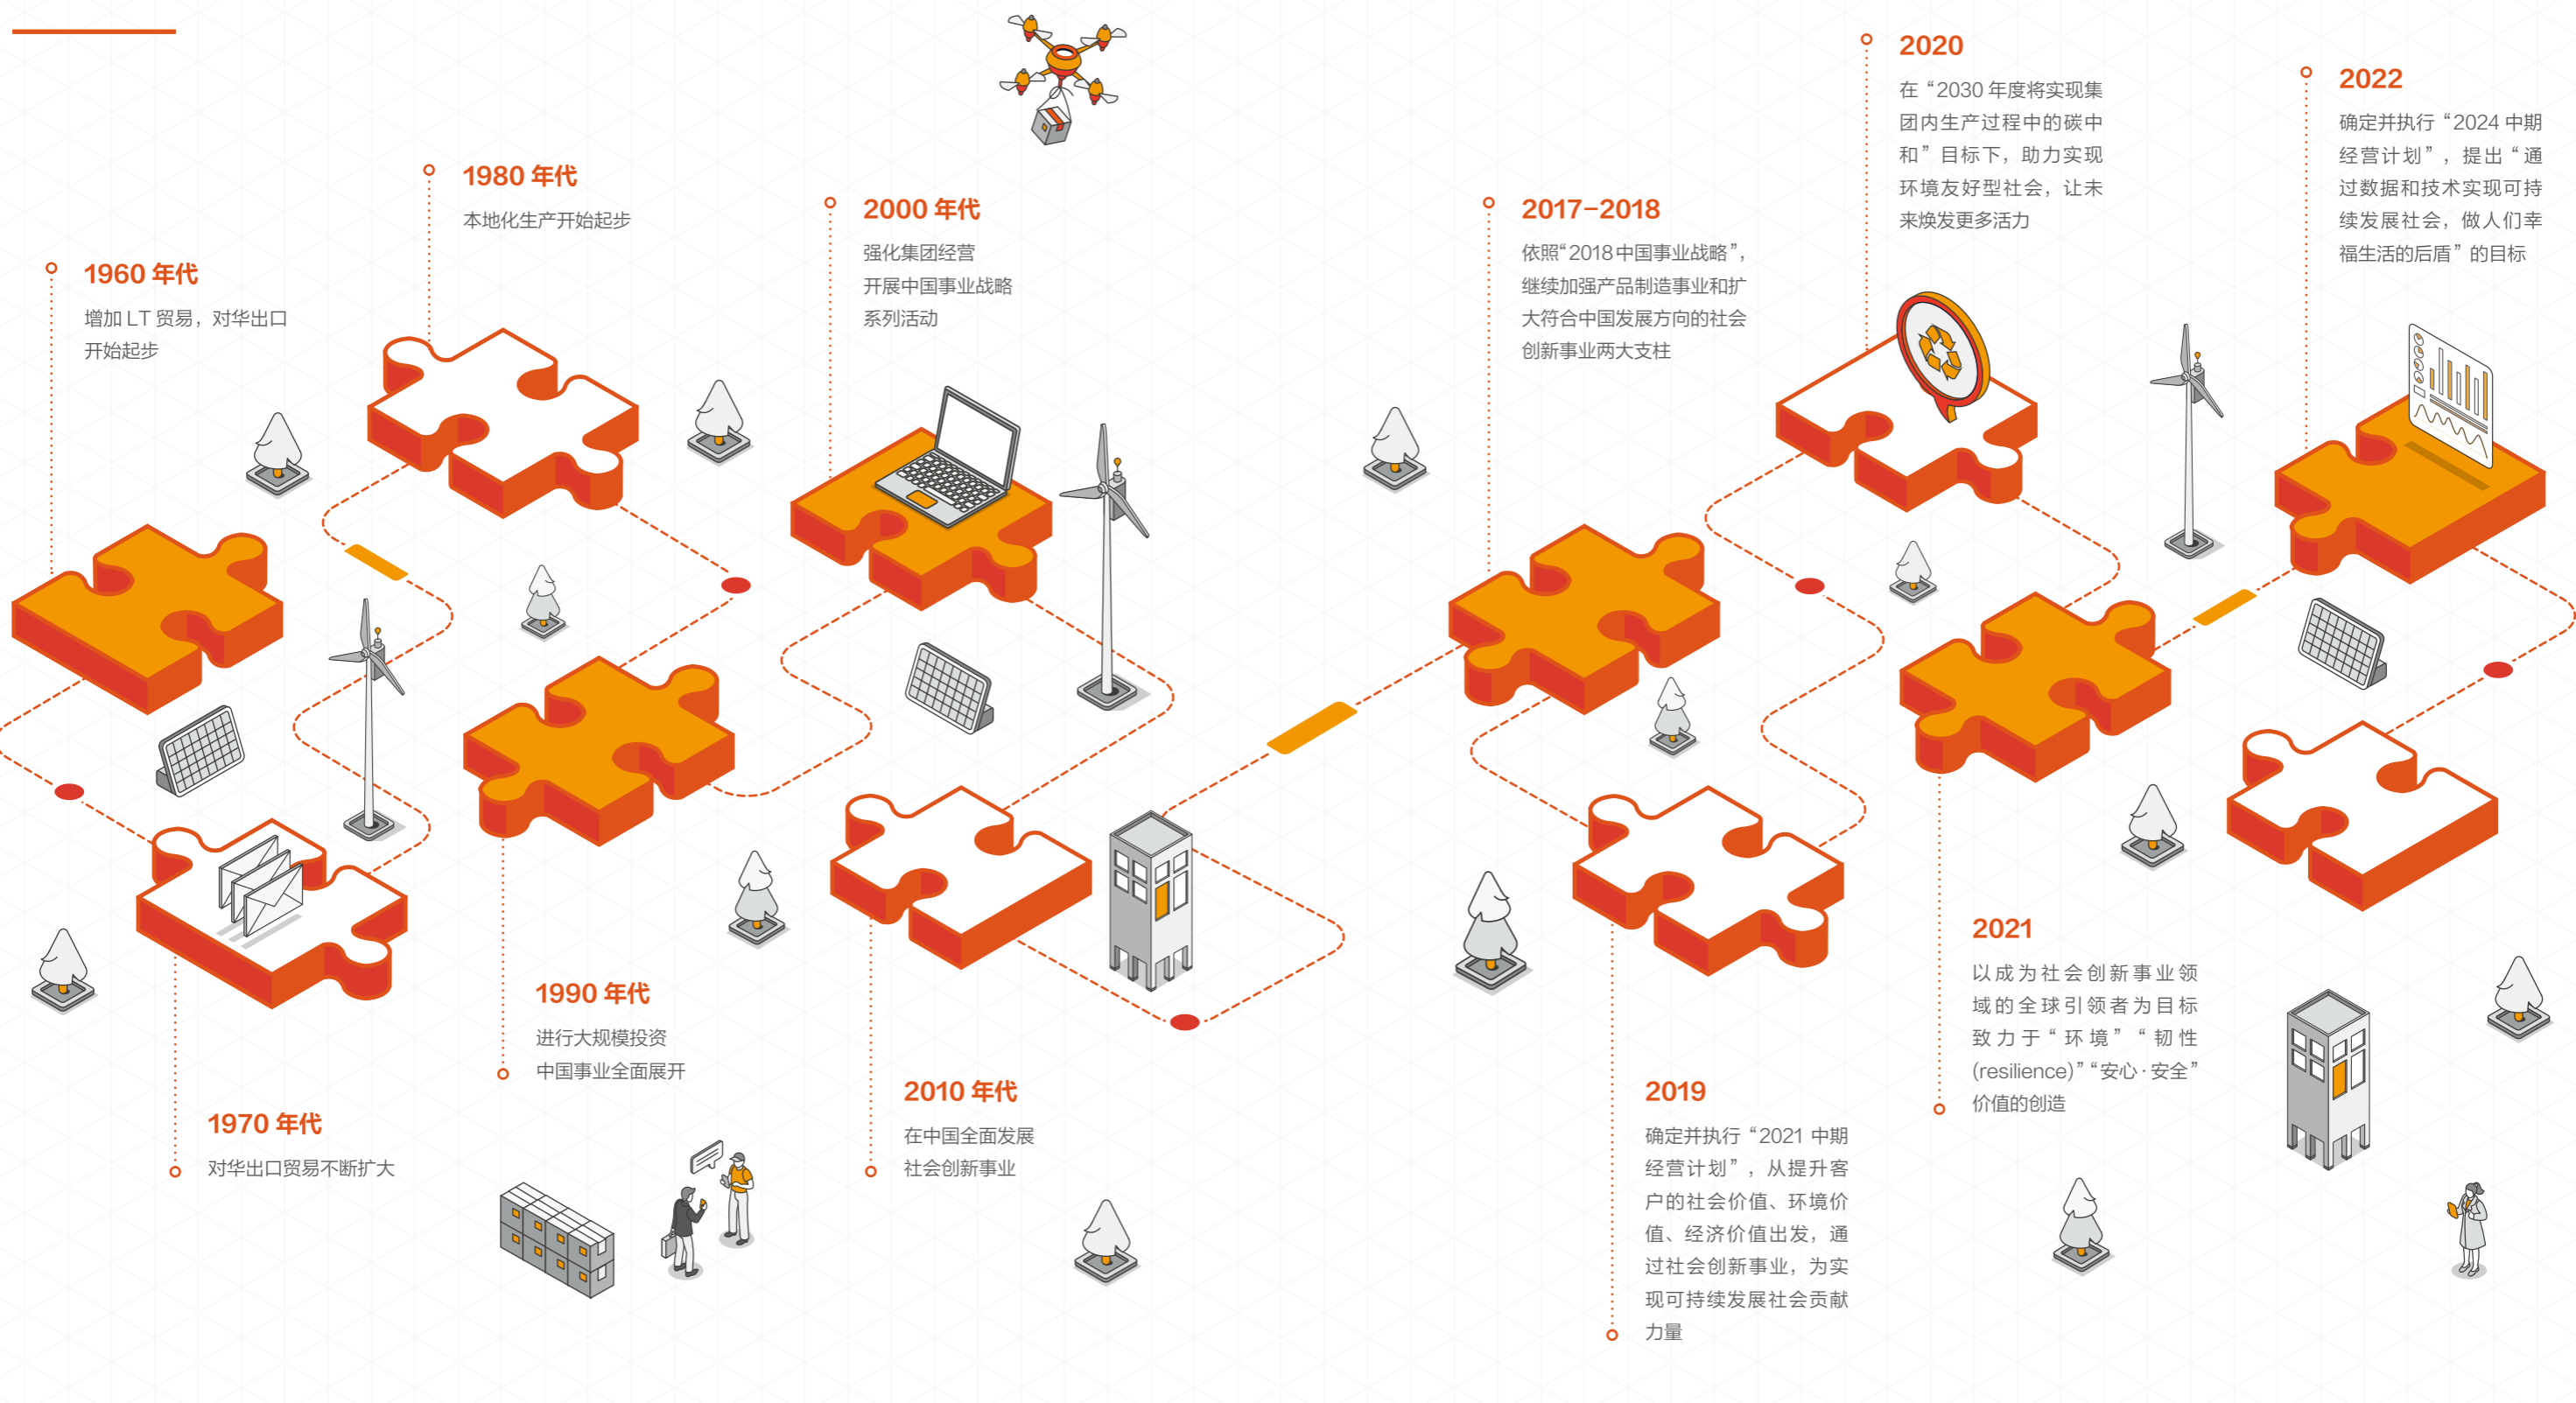 1960 年代
增加 LT 贸易，对华出口
开始起步
1970 年代
对华出口贸易不断扩大
1980 年代
本地化生产开始起步
1990 年代
进行大规模投资
中国事业全面展开
2000 年代
强化集团经营
开展中国事业战略
系列活动
2010 年代
在中国全面发展
社会创新事业
2017-2018
依照“2018中国事业战略”，
继续加强产品制造事业和扩
大符合中国发展方向的社会
创新事业两大支柱
2019
确定并执行“2021 中期
经营计划”，从提升客
户的社会价值、环境价
值、经济价值出发，通
过社会创新事业，为实
现可持续发展社会贡献
力量
2020
在“2030 年度将实现集
团内生产过程中的碳中
和”目标下，助力实现
环境友好型社会，让未
来焕发更多活力
2021
以成为社会创新事业领
域的全球引领者为目标
致力于“环境”“韧性
(resilience)”“安心·安全”
价值的创造
2022
确定并执行“2024 中期
经营计划”，提出“通
过数据和技术实现可持
续发展社会，做人们幸
福生活的后盾”的目标